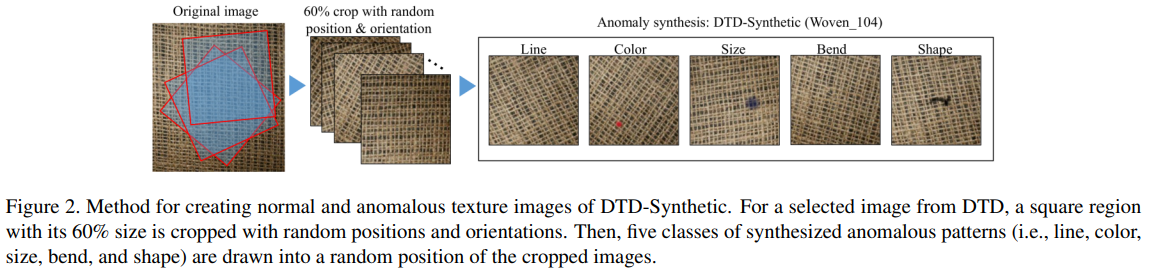 Original image
60% crop with random
position & orientation
Anomaly synthesis: DTD-Synthetic (Woven_104)
Line
Color
Size
Bend
Shape
Figure 2. Method for creating normal and anomalous texture images of DTD-Synthetic. For a selected image from DTD, a square region
with its 60% size is cropped with random positions and orientations. Then, five classes of synthesized anomalous patterns (i.e., line, color,
size, bend, and shape) are drawn into a random position of the cropped images.